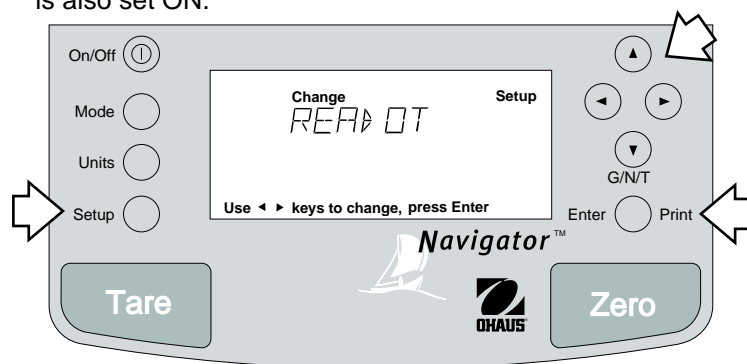 is also set ON.
On/Off
Change Setup
READ OT
Mode
Units
G/N/T
Setup
Use ◄ ► keys to change, press Enter
Enter Print
Navigator™
Tare
OHAUS
Zero